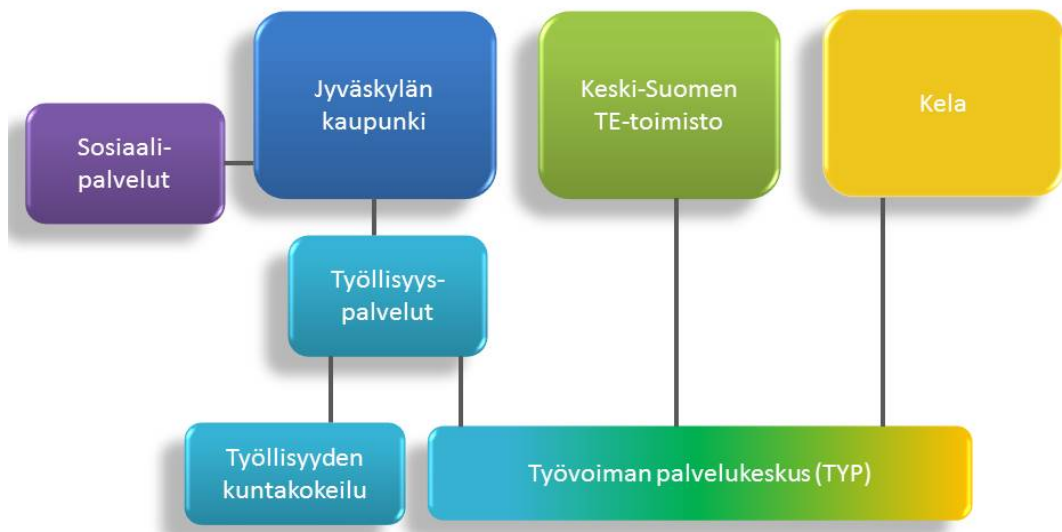 Jyväskylän
kaupunki
Keski-Suomen
TE-toimisto
Kela
Sosiaali-
palvelut
Työllisyys-
palvelut
Työllisyyden
kuntakokeilu
Työvoiman palvelukeskus (TYP)